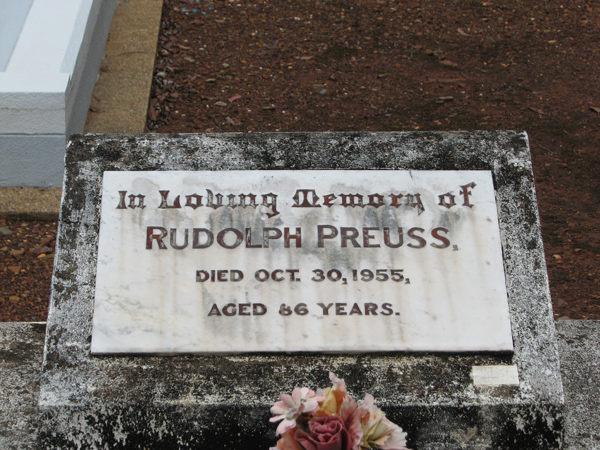 In Loving Memory of
RUDOLPH PREUSS,
DIED OCT. 30, 1955,
AGED 86 YEARS.